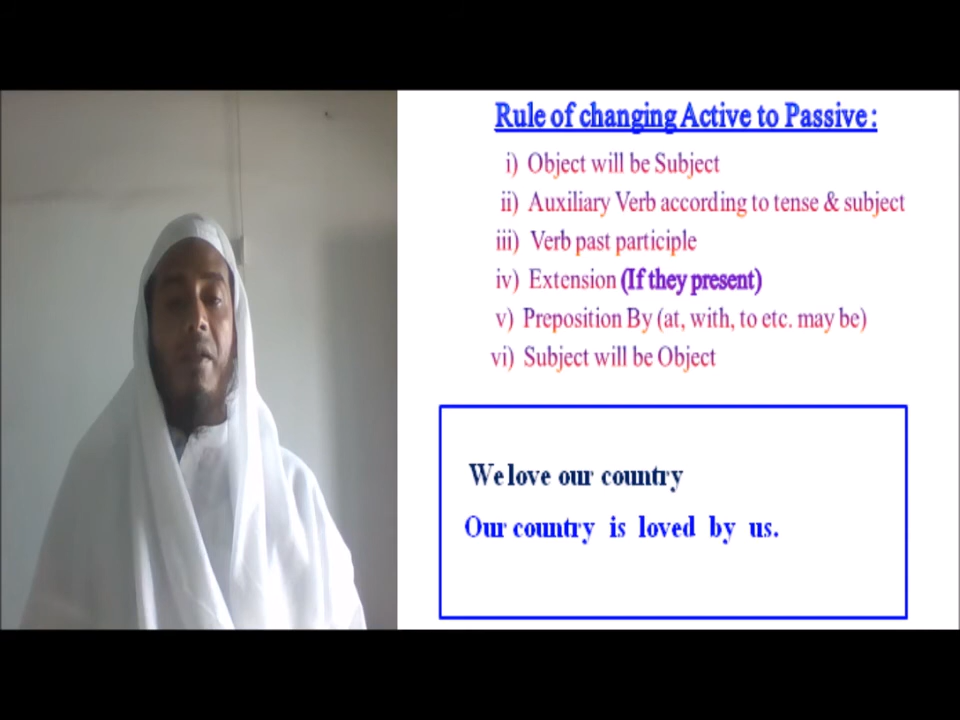 Rule of changing Active to Passive :
i) Object will be Subject
ii) Auxiliary Verb according to tense & subject
iii) Verb past participle
iv) Extension (If they present)
v) Preposition By (at, with, to etc. may be)
vi) Subject will be Object
We love our country
Our country is loved by us.